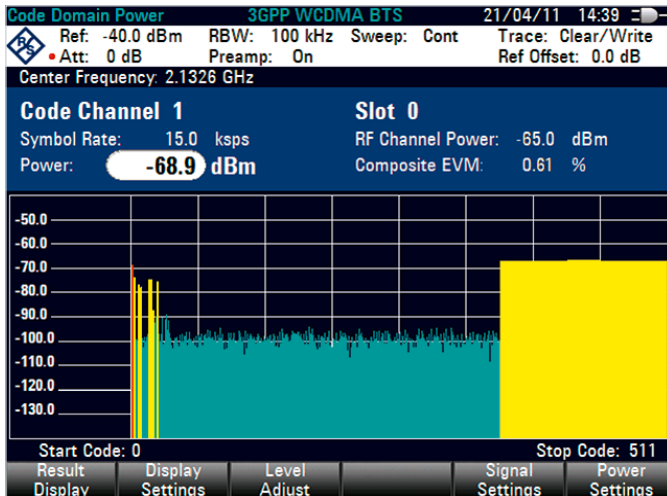 Code Domain Power 3GPP WCDMA BTS 21/04/11 14:39
R&S Ref: -40.0 dBm RBW: 100 kHz Sweep: Cont Trace: Clear/Write
Att: 0 dB Preamp: On Ref Offset: 0.0 dB
Center Frequency: 2.1326 GHz
Code Channel 1 Slot 0
Symbol Rate: 15.0 ksps RF Channel Power: -65.0 dBm
Power: -68.9 dBm Composite EVM: 0.61 %
-50.0
-60.0
-70.0
-80.0
-90.0
-100.0
-110.0
-120.0
-130.0
Start Code: 0 Stop Code: 511
Result Display Level Signal Power
Display Settings Adjust Settings Settings